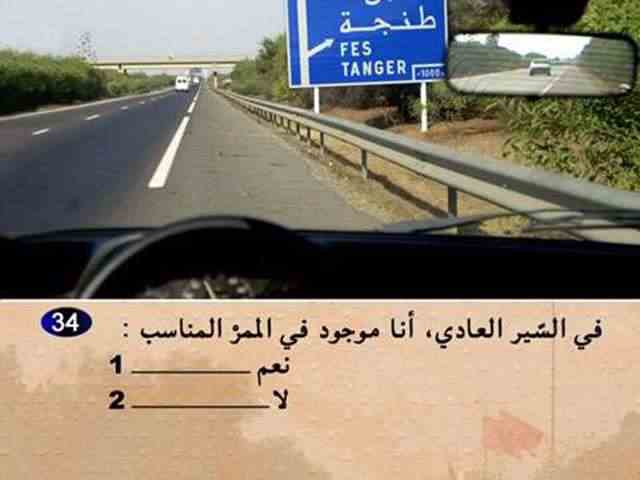 طنجة
FES
TANGER
1000
34
في السّير العادي، أنا موجود في الممرّ المناسب :
نعم 1
لا 2